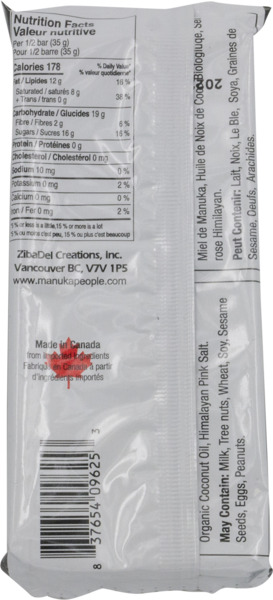 Nutrition Facts
Valeur nutritive
Per 1/2 bar (35 g)
Pour 1/2 barre (35 g)
Calories 178
% Daily Value*
% valeur quotidienne*
Fat / Lipides 12 g 16 %
Saturated / saturés 8 g
+ Trans / trans 0 g
38 %
Carbohydrate / Glucides 19 g
Fibre / Fibres 2 g 6 %
Sugars / Sucres 16 g 16 %
Protein / Protéines 0 g
Cholesterol / Cholestérol 0 mg
Sodium 10 mg 0 %
Potassium 0 mg 2 %
Calcium 0 mg 0 %
Iron / Fer 0 mg 2 %
5 % or less is a little, 15 % or more is a lot
5 % ou moins c'est peu, 15 % ou plus c'est beaucoup
ZibaDel Creations, Inc.
Vancouver BC, V7V 1P5
www.manukapeople.com
Made in Canada
from imported ingredients
Fabriqué en Canada à partir
d'ingrédients importés
8 37654 09625
Miel de Manuka, Huile de Noix de Coco Biologiuqe, Se
rose Himilayan.
Peut Contenir: Lait, Noix, Le Ble, Soya, Graines de
Sesame, Oeufs, Arachides.
Organic Coconut Oil, Himalayan Pink Salt.
May Contain: Milk, Tree nuts, Wheat, Soy, Sesame
Seeds, Eggs, Peanuts.